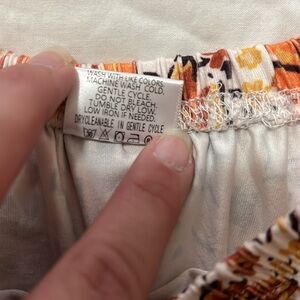 WASH WITH LIKE COLORS.
MACHINE WASH COLD.
GENTLE CYCLE.
DO NOT BLEACH.
TUMBLE DRY LOW.
LOW IRON IF NEEDED.
DRYCLEANABLE IN GENTLE CYCLE